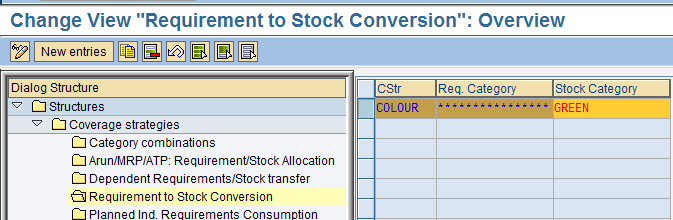 Change View "Requirement to Stock Conversion": Overview
New entries
Dialog Structure
Structures
Coverage strategies
Category combinations
Arun/MRP/ATP: Requirement/Stock Allocation
Dependent Requirements/Stock transfer
Requirement to Stock Conversion
Planned Ind. Requirements Consumption
CStr Req. Category Stock Category
COLOUR **************** GREEN